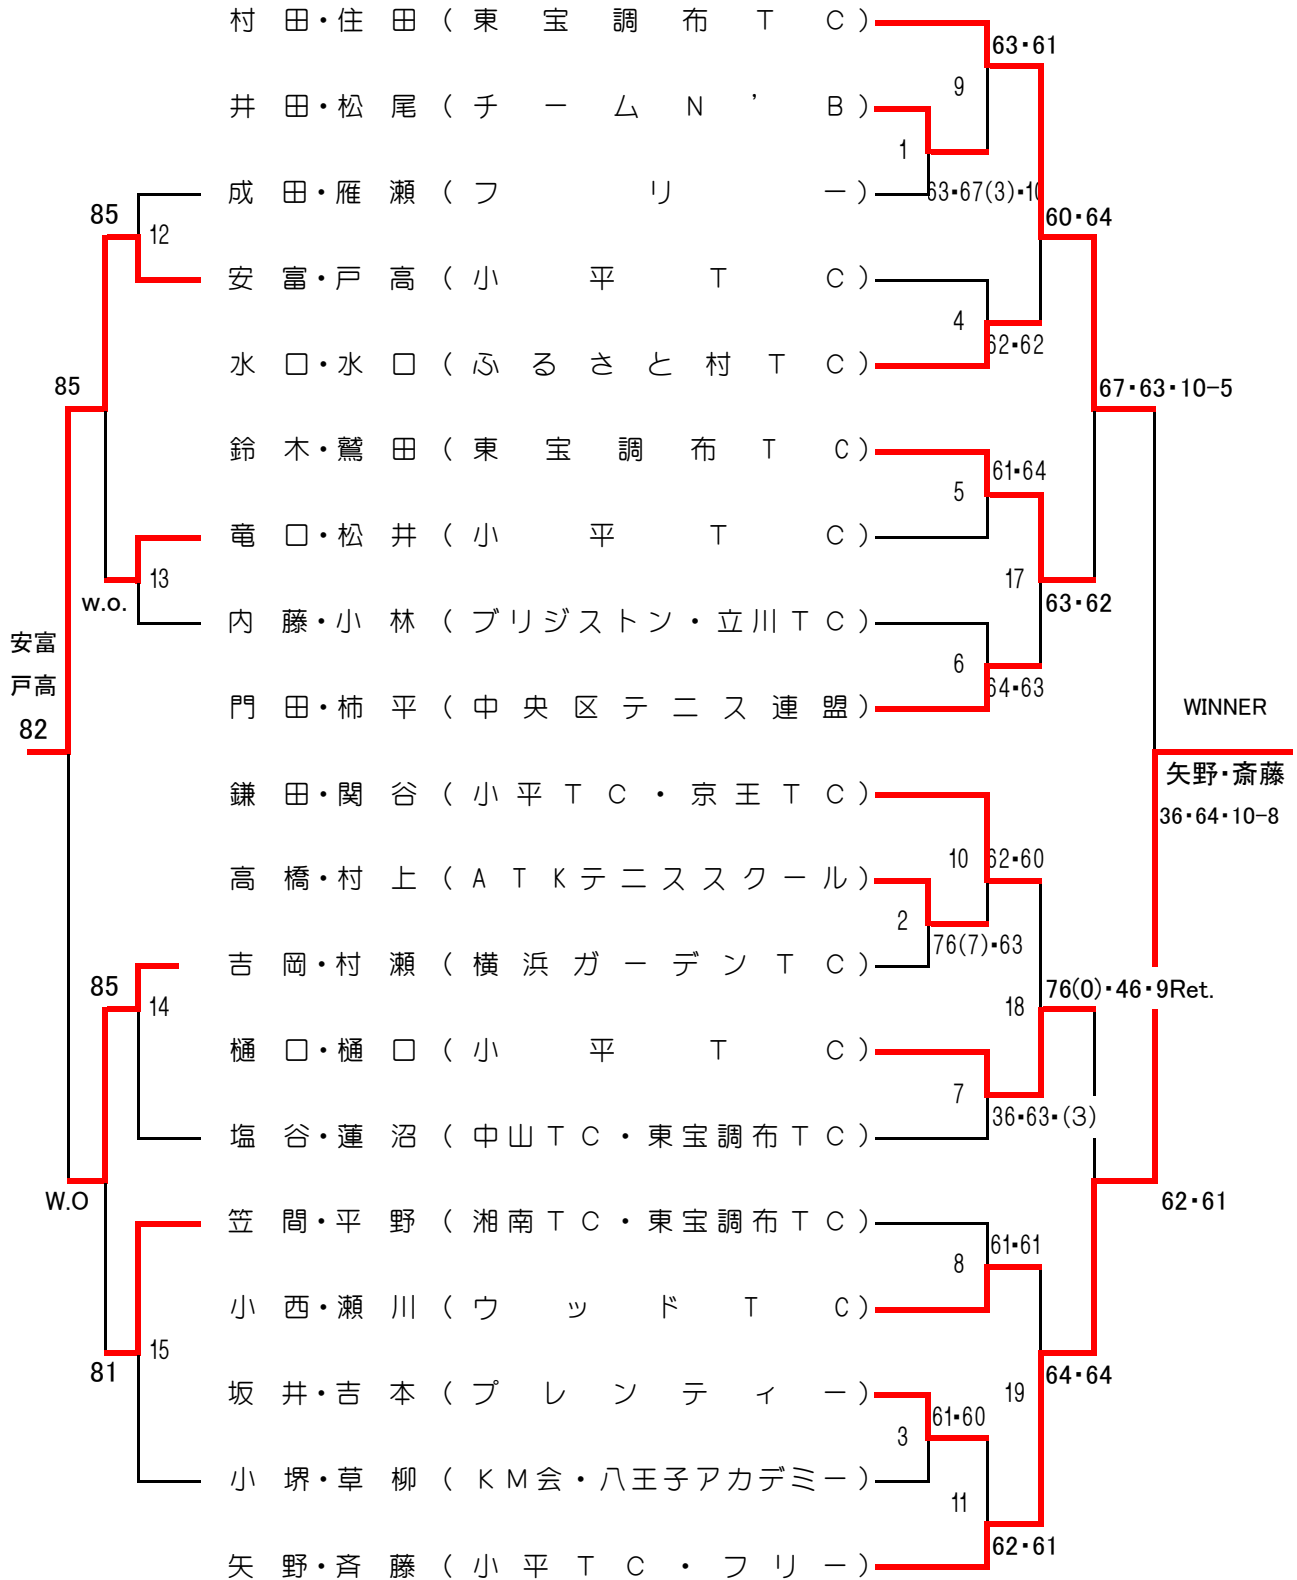 村田・住田（東宝調布TC）
63・61
9
井田・松尾（チームN'B）
1
成田・雁瀬（フリー）
63・67(3)・10
85
12
60・64
安富・戸高（小平TC）
4
62・62
水口・水口（ふるさと村TC）
85
67・63・10-5
鈴木・鷲田（東宝調布TC）
61・64
5
竜口・松井（小平TC）
13
17
w.o.
63・62
内藤・小林（ブリジストン・立川TC）
安富
戸高
82
6
64・63
門田・柿平（中央区テニス連盟）
WINNER
矢野・斎藤
36・64・10-8
鎌田・関谷（小平TC・京王TC）
10
62・60
高橋・村上（ATKテニススクール）
2
76(7)・63
吉岡・村瀬（横浜ガーデンTC）
85
14
18
76(0)・46・9Ret.
樋口・樋口（小平TC）
7
36・63・(3)
塩谷・蓮沼（中山TC・東宝調布TC）
W.O
62・61
笠間・平野（湘南TC・東宝調布TC）
61・61
8
小西・瀬川（ウッドTC）
15
81
64・64
坂井・吉本（プレンティー）
19
61・60
3
小堺・草柳（KM会・八王子アカデミー）
11
62・61
矢野・斉藤（小平TC・フリー）